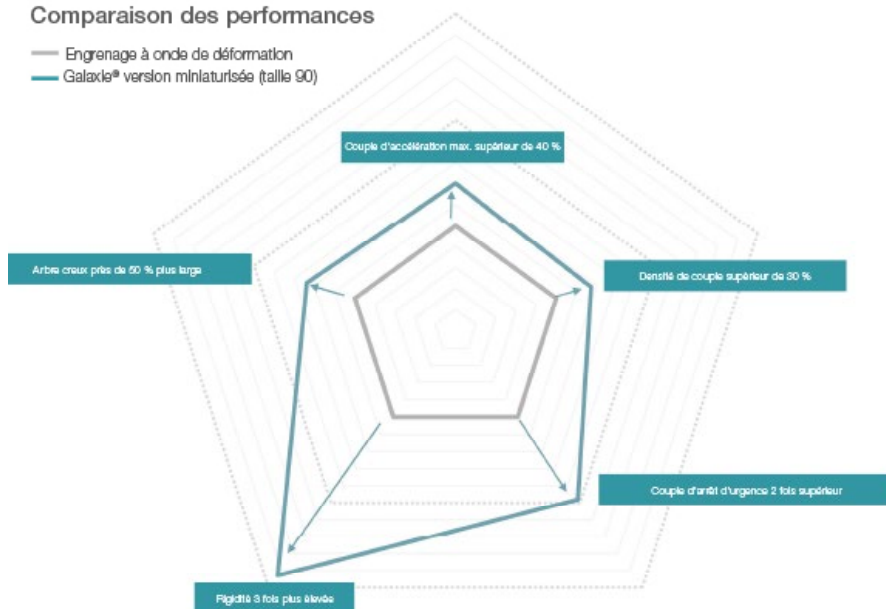 Comparaison des performances
Engrenage à onde de déformation
Galaxie® version miniaturisée (taille 90)
Couple d'accélération max. supérieur de 40 %
Arbre creux près de 50 % plus large
Densité de couple supérieur de 30 %
Couple d'arrêt d'urgence 2 fois supérieur
Rigidité 3 fois plus élevée